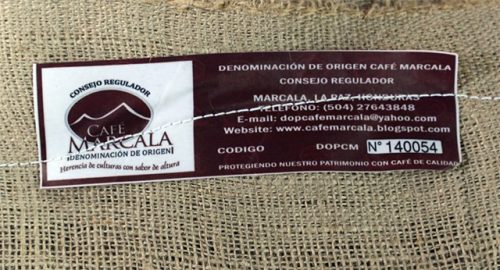 CONSEJO REGULADOR
CAFÉ
MARCALA
DENOMINACIÓN DE ORIGEN
Herencia de culturas con sabor de altura
DENOMINACIÓN DE ORIGEN CAFÉ MARCALA
CONSEJO REGULADOR
MARCALA, LA PAZ, HONDURAS
TELÉFONO: (504) 27643848
E-mail: dopcafemarcala@yahoo.com
Website: www.cafemarcala.blogspot.com
CODIGO DOPCM N° 140054
PROTEGIENDO NUESTRO PATRIMONIO CON CAFÉ DE CALIDAD